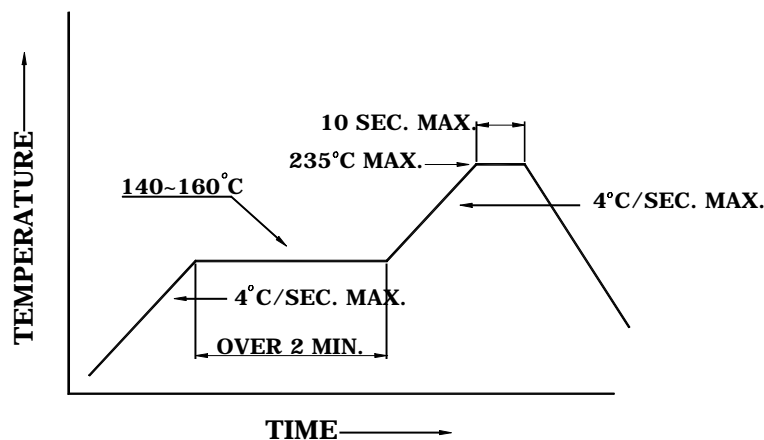 10 SEC. MAX.
235°C MAX.
140~160°C
4°C/SEC. MAX.
4°C/SEC. MAX.
OVER 2 MIN.
TEMPERATURE
TIME